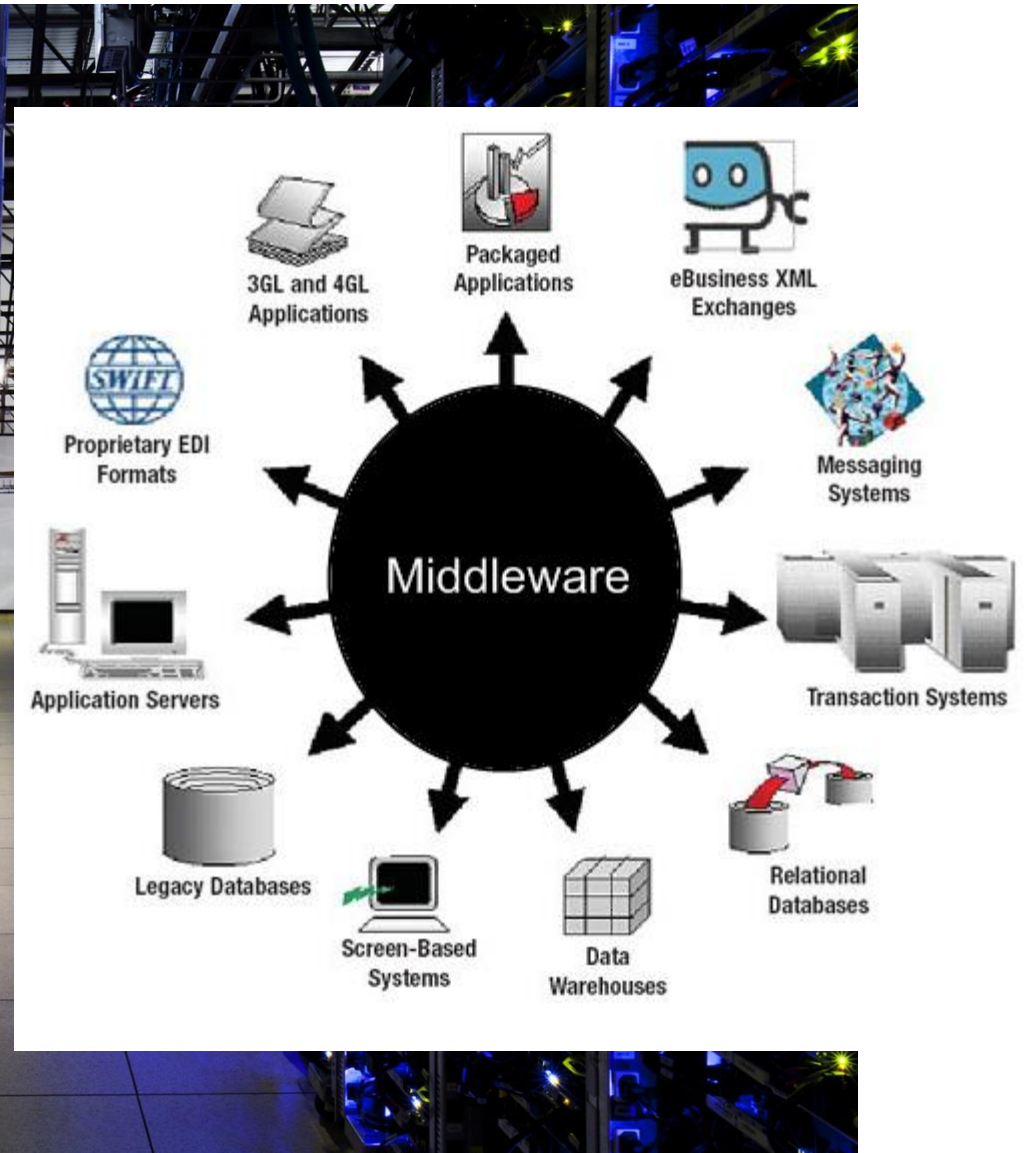 Packaged
Applications
eBusiness XML
Exchanges
3GL and 4GL
Applications
SWIFT
Proprietary EDI
Formats
Messaging
Systems
Middleware
Application Servers
Transaction Systems
Legacy Databases
Relational
Databases
Screen-Based
Systems
Data
Warehouses